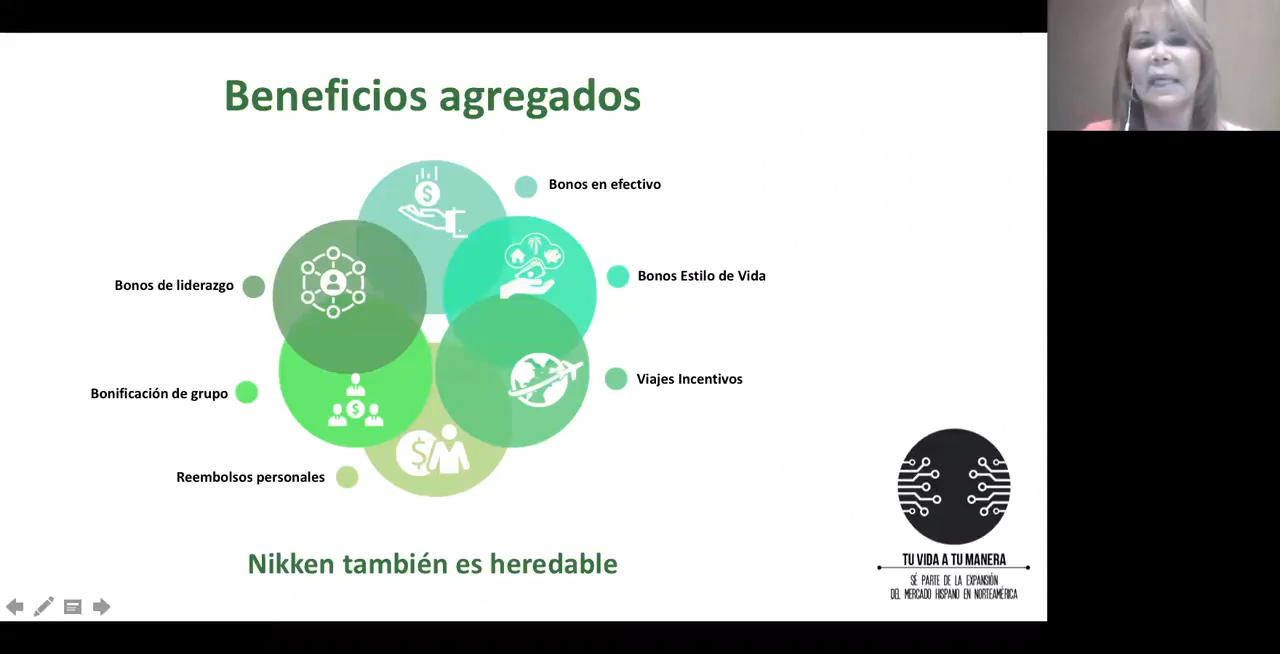 Beneficios agregados
Bonos en efectivo
Bonos Estilo de Vida
Bonos de liderazgo
Viajes Incentivos
Bonificación de grupo
Reembolsos personales
Nikken también es heredable
TU VIDA A TU MANERA
SÉ PARTE DE LA EXPANSIÓN
DEL MERCADO HISPANO EN NORTEAMÉRICA